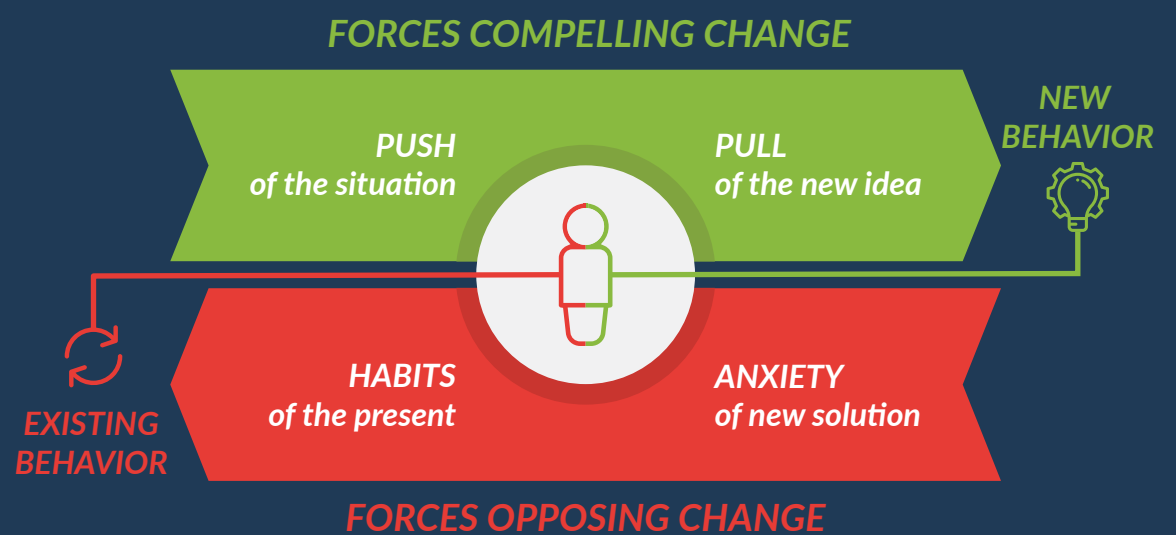 FORCES COMPELLING CHANGE
NEW
BEHAVIOR
PUSH
of the situation
PULL
of the new idea
HABITS
of the present
ANXIETY
of new solution
EXISTING
BEHAVIOR
FORCES OPPOSING CHANGE